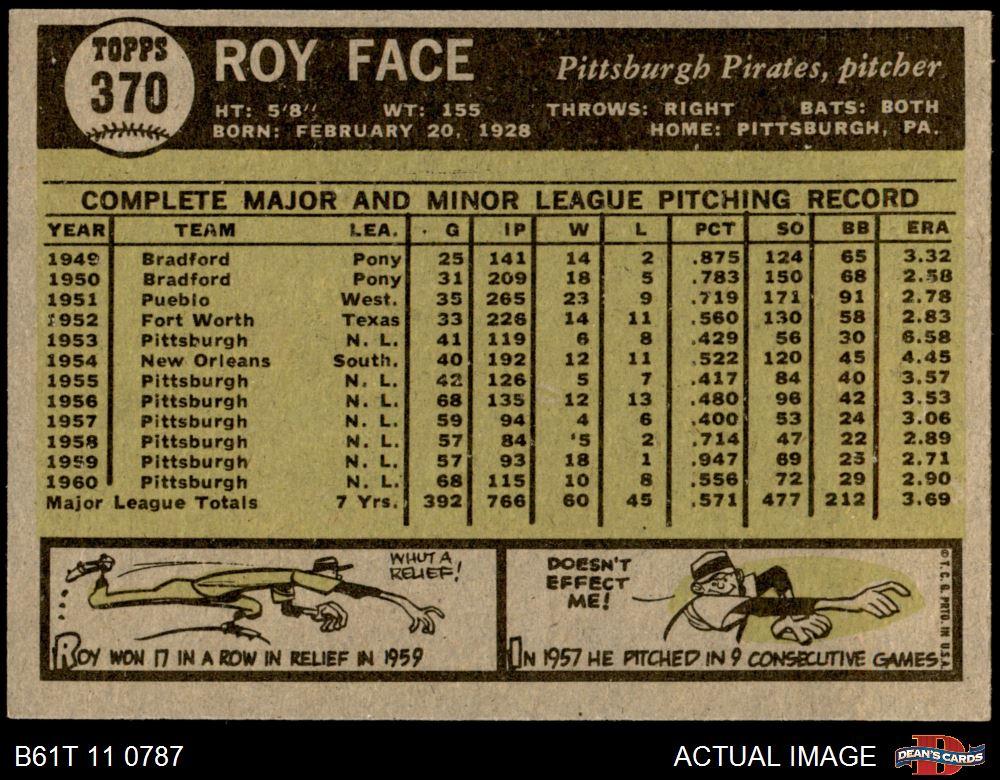 TOPPS
370
ROY FACE
Pittsburgh Pirates, pitcher
HT: 5'8" WT: 155 THROWS: RIGHT BATS: BOTH
BORN: FEBRUARY 20, 1928 HOME: PITTSBURGH, PA.
COMPLETE MAJOR AND MINOR LEAGUE PITCHING RECORD
YEAR TEAM LEA. G IP W L PCT SO BB ERA
1949 Bradford Pony 25 141 14 2 .875 124 65 3.32
1950 Bradford Pony 31 209 18 5 .783 150 68 2.58
1951 Pueblo West. 35 265 23 9 .719 171 91 2.78
1952 Fort Worth Texas 33 226 14 11 .560 130 58 2.83
1953 Pittsburgh N. L. 41 119 6 8 .429 56 30 6.58
1954 New Orleans South. 40 192 12 11 .522 120 45 4.45
1955 Pittsburgh N. L. 42 126 5 7 .417 84 40 3.57
1956 Pittsburgh N. L. 68 135 12 13 .480 96 42 3.53
1957 Pittsburgh N. L. 59 94 4 6 .400 53 24 3.06
1958 Pittsburgh N. L. 57 84 5 2 .714 47 22 2.89
1959 Pittsburgh N. L. 57 93 18 1 .947 69 25 2.71
1960 Pittsburgh N. L. 68 115 10 8 .556 72 29 2.90
Major League Totals 7 Yrs. 392 766 60 45 .571 477 212 3.69
WHUT A
RELIEF!
ROY WON 17 IN A ROW IN RELIEF IN 1959
DOESN'T
EFFECT
ME!
IN 1957 HE PITCHED IN 9 CONSECUTIVE GAMES
© T.C.G. PRTD. IN U.S.A.
B61T 11 0787
ACTUAL IMAGE
D
DEAN'S CARDS